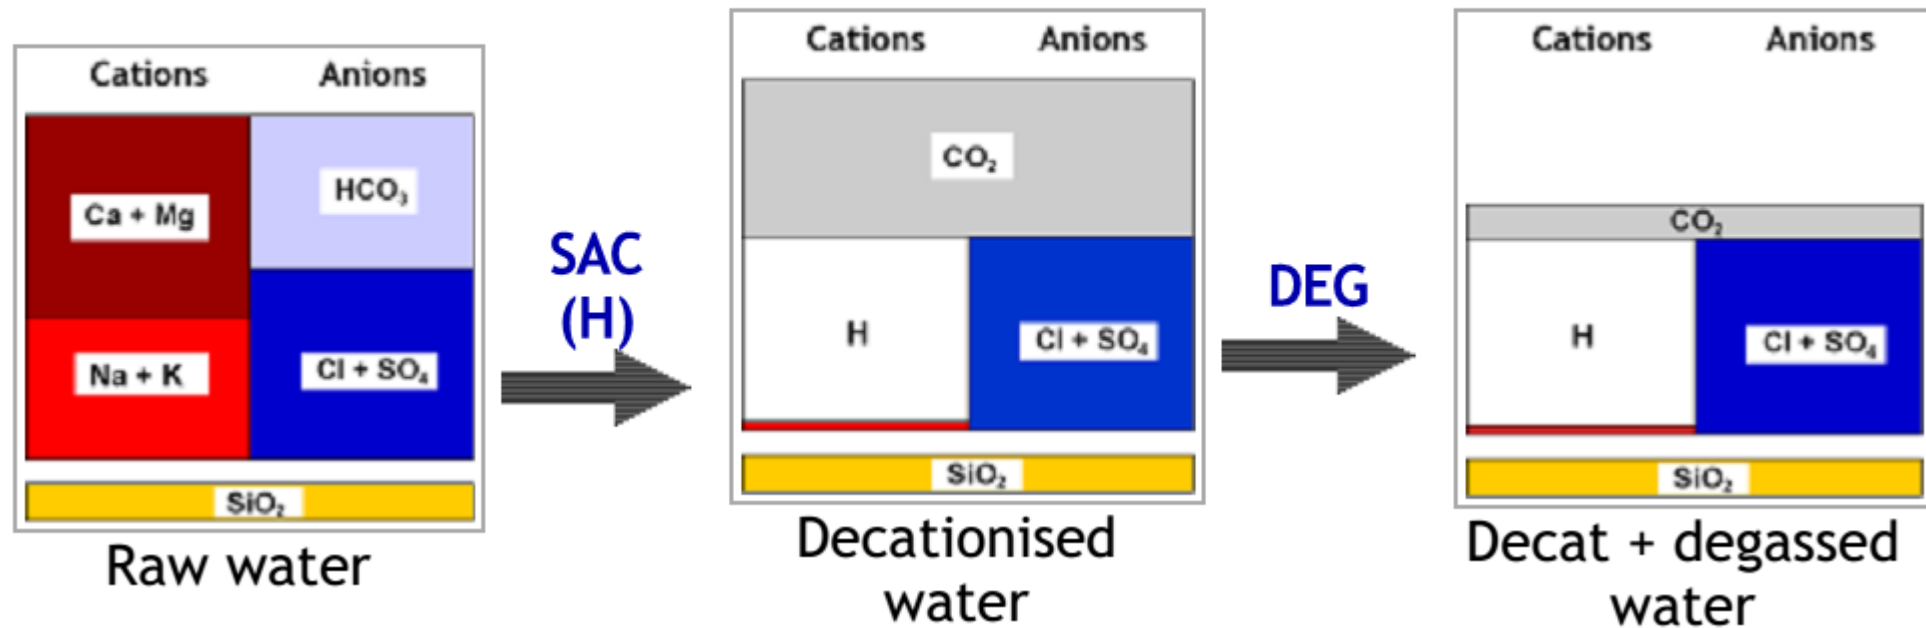 Cations Anions
Ca + Mg
HCO₃
Na + K
Cl + SO₄
SiO₂
Raw water
SAC
(H)
Cations Anions
CO₂
H
Cl + SO₄
SiO₂
Decationised
water
DEG
Cations Anions
CO₂
H
Cl + SO₄
SiO₂
Decat + degassed
water